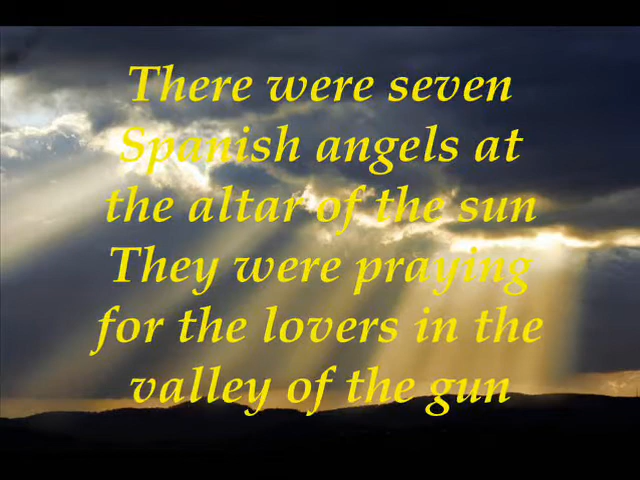 There were seven
Spanish angels at
the altar of the sun
They were praying
for the lovers in the
valley of the gun